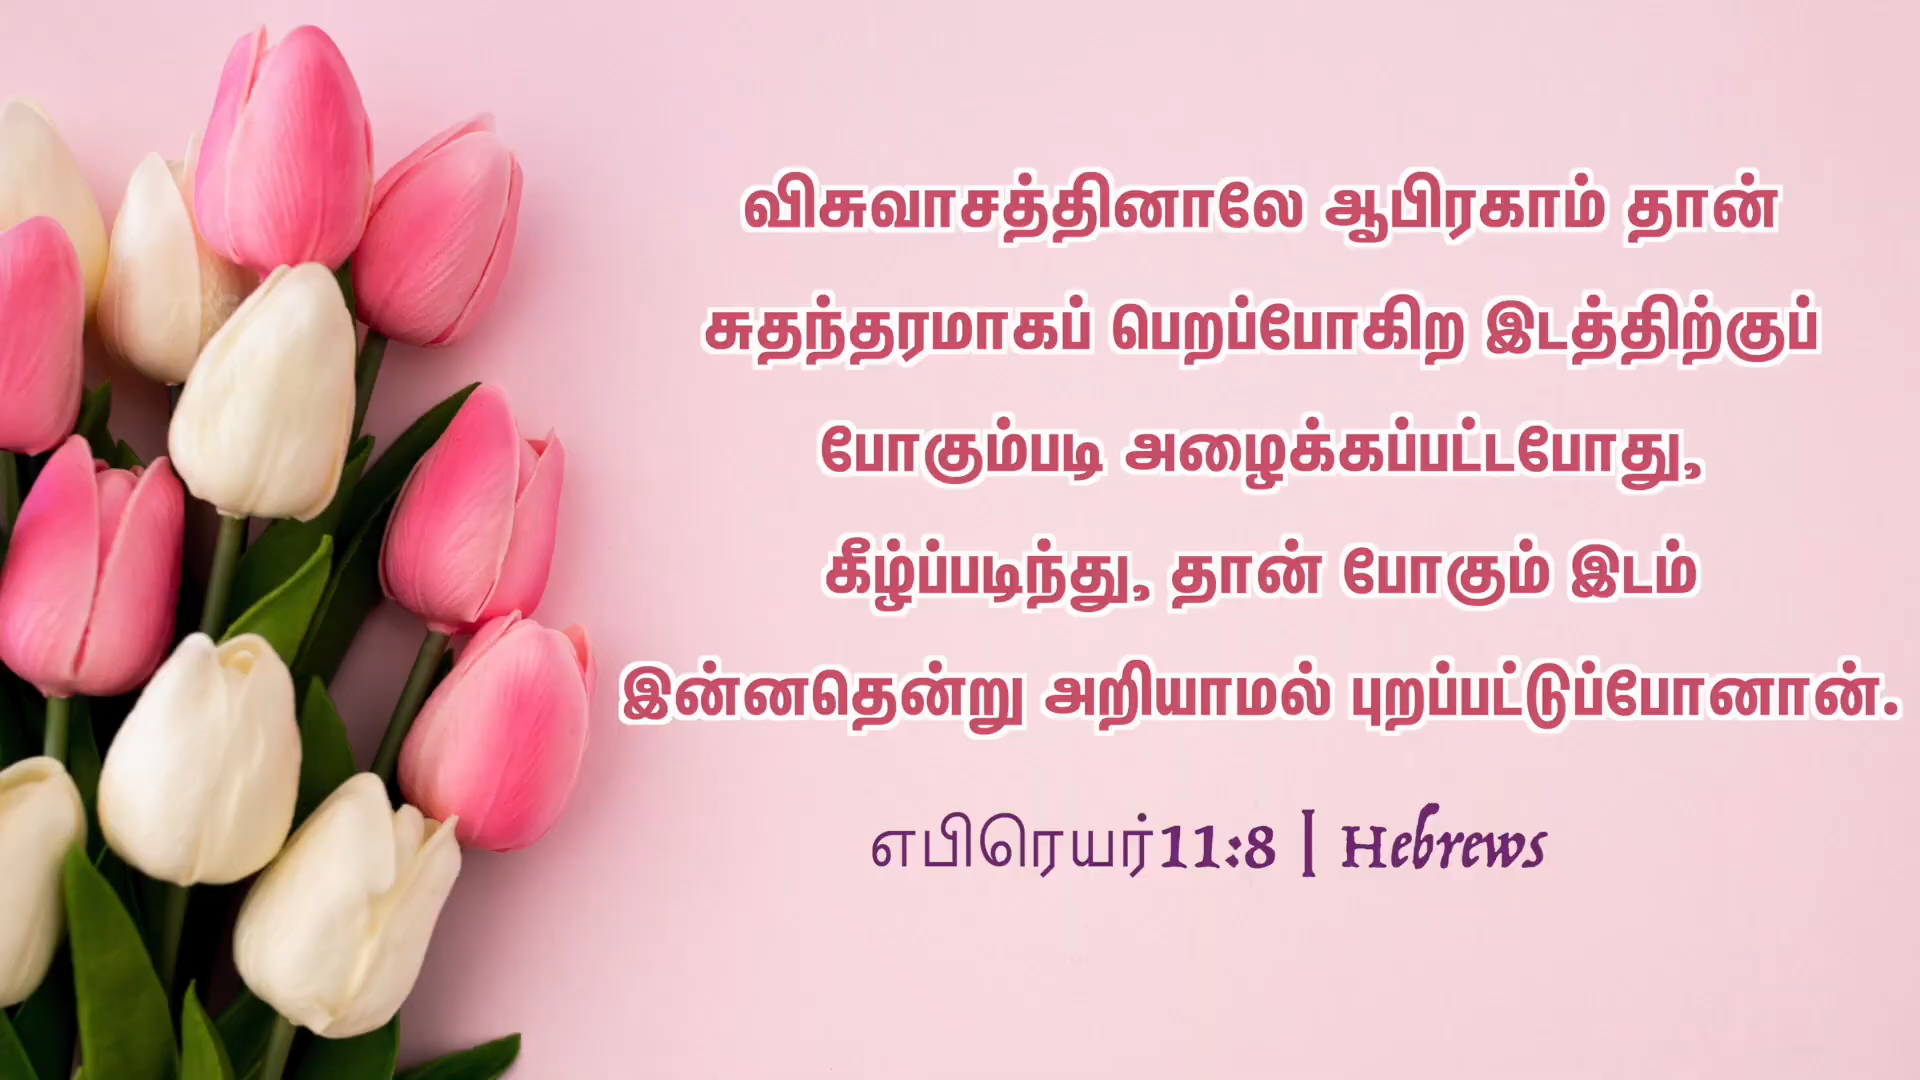 விசுவாசத்தினாலே ஆபிரகாம் தான்
சுதந்தரமாகப் பெறப்போகிற இடத்திற்குப்
போகும்படி அழைக்கப்பட்டபோது,
கீழ்ப்படிந்து, தான் போகும் இடம்
இன்னதென்று அறியாமல் புறப்பட்டுப்போனான்.
எபிரெயர்11:8 | Hebrews